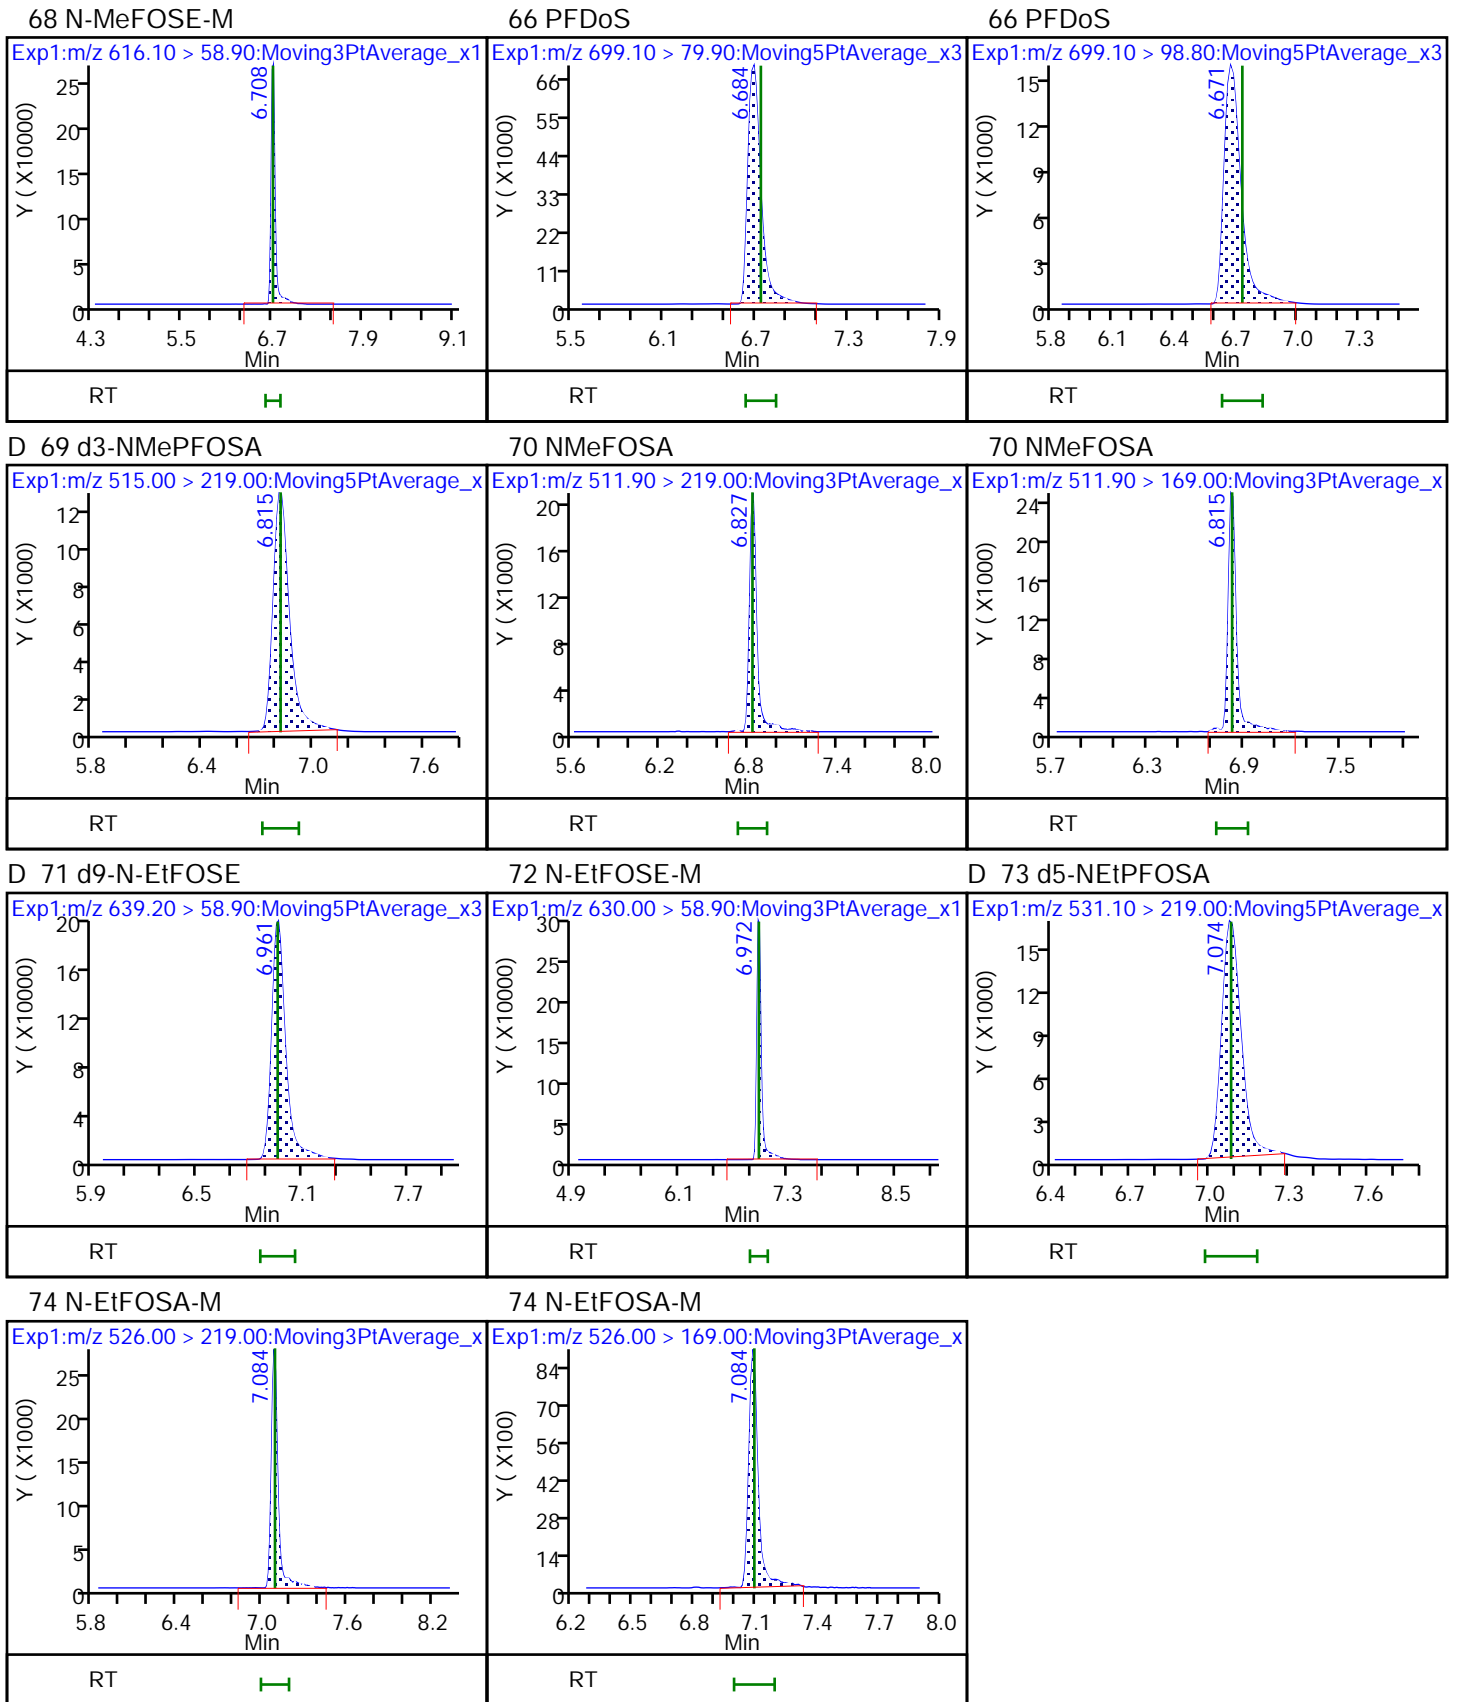 68 N-MeFOSE-M
Exp1:m/z 616.10 > 58.90:Moving3PtAverage_x1
6.708
Y ( X10000)
25
20
15
10
5
0
4.3 5.5 6.7 7.9 9.1
Min
RT
66 PFDoS
Exp1:m/z 699.10 > 79.90:Moving5PtAverage_x3
6.684
Y ( X1000)
66
55
44
33
22
11
0
5.5 6.1 6.7 7.3 7.9
Min
RT
66 PFDoS
Exp1:m/z 699.10 > 98.80:Moving5PtAverage_x3
6.671
Y ( X1000)
15
12
9
6
3
0
5.8 6.1 6.4 6.7 7.0 7.3
Min
RT
D 69 d3-NMePFOSA
Exp1:m/z 515.00 > 219.00:Moving5PtAverage_x
6.815
Y ( X1000)
12
10
8
6
4
2
0
5.8 6.4 7.0 7.6
Min
RT
70 NMeFOSA
Exp1:m/z 511.90 > 219.00:Moving3PtAverage_x
6.827
Y ( X1000)
20
16
12
8
4
0
5.6 6.2 6.8 7.4 8.0
Min
RT
70 NMeFOSA
Exp1:m/z 511.90 > 169.00:Moving3PtAverage_x
6.815
Y ( X1000)
24
20
16
12
8
4
0
5.7 6.3 6.9 7.5
Min
RT
D 71 d9-N-EtFOSE
Exp1:m/z 639.20 > 58.90:Moving5PtAverage_x3
6.961
Y ( X10000)
20
16
12
8
4
0
5.9 6.5 7.1 7.7
Min
RT
72 N-EtFOSE-M
Exp1:m/z 630.00 > 58.90:Moving3PtAverage_x1
6.972
Y ( X10000)
30
25
20
15
10
5
0
4.9 6.1 7.3 8.5
Min
RT
D 73 d5-NEtPFOSA
Exp1:m/z 531.10 > 219.00:Moving5PtAverage_x
7.074
Y ( X1000)
15
12
9
6
3
0
6.4 6.7 7.0 7.3 7.6
Min
RT
74 N-EtFOSA-M
Exp1:m/z 526.00 > 219.00:Moving3PtAverage_x
7.084
Y ( X1000)
25
20
15
10
5
0
5.8 6.4 7.0 7.6 8.2
Min
RT
74 N-EtFOSA-M
Exp1:m/z 526.00 > 169.00:Moving3PtAverage_x
7.084
Y ( X100)
84
70
56
42
28
14
0
6.2 6.5 6.8 7.1 7.4 7.7 8.0
Min
RT